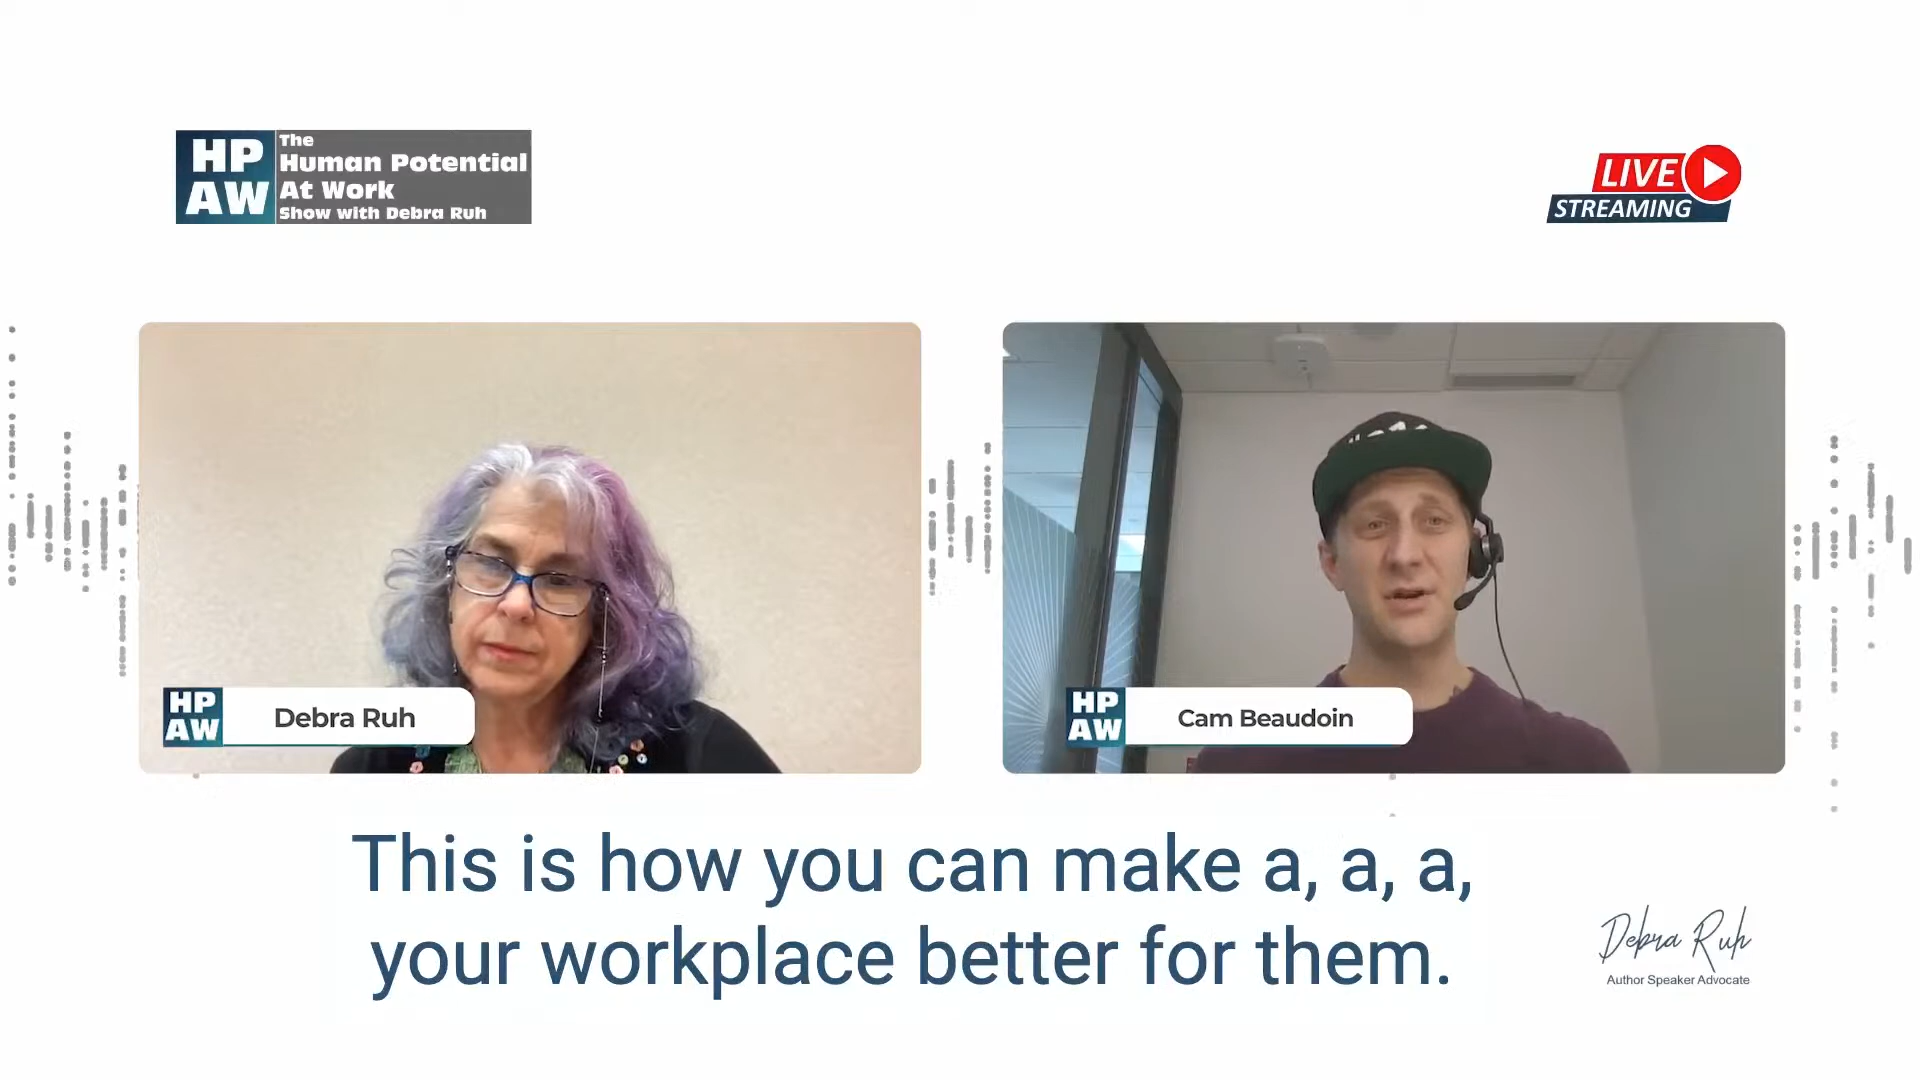 HP
AW
The
Human Potential
At Work
Show with Debra Ruh
LIVE
STREAMING
HP
AW
Debra Ruh
HP
AW
Cam Beaudoin
This is how you can make a, a, a,
your workplace better for them.
Debra Ruh
Author Speaker Advocate